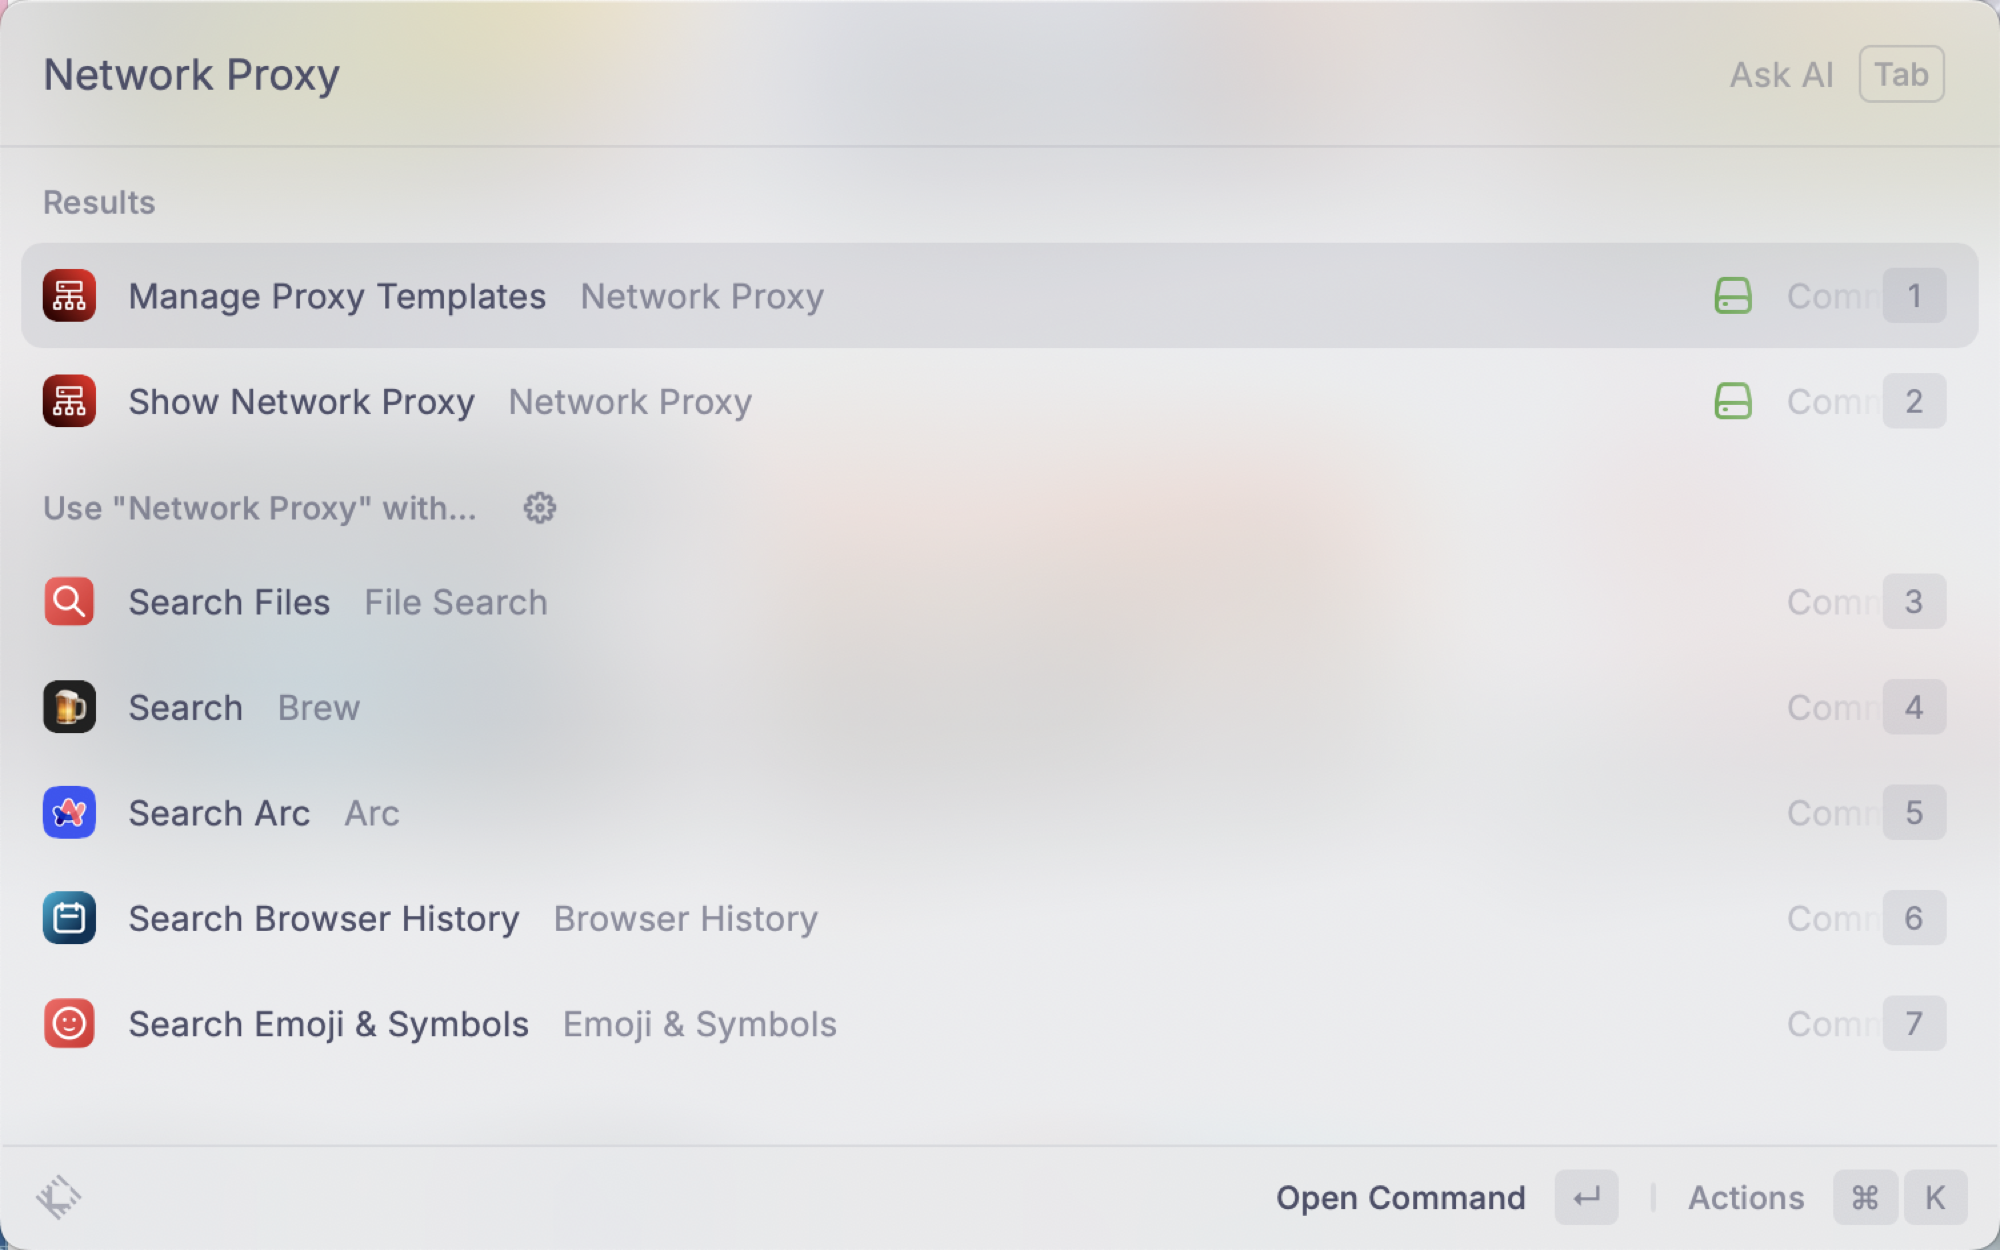 Network Proxy Ask AI Tab
Results
Manage Proxy Templates Network Proxy Comm 1
Show Network Proxy Network Proxy Comm 2
Use "Network Proxy" with...
Search Files File Search Comm 3
Search Brew Comm 4
Search Arc Arc Comm 5
Search Browser History Browser History Comm 6
Search Emoji & Symbols Emoji & Symbols Comm 7
Open Command ↵ Actions ⌘ K